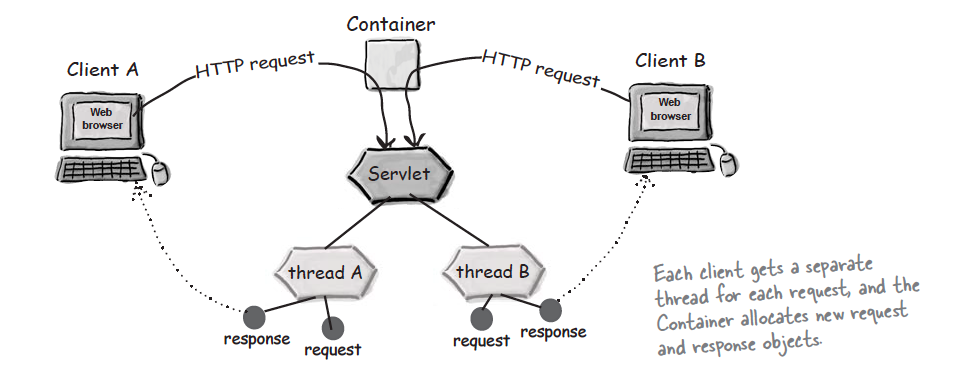 Container
Client A
HTTP request
HTTP request
Client B
Web
browser
Web
browser
Servlet
thread A
thread B
response
request
request
response
Each client gets a separate
thread for each request, and the
Container allocates new request
and response objects.